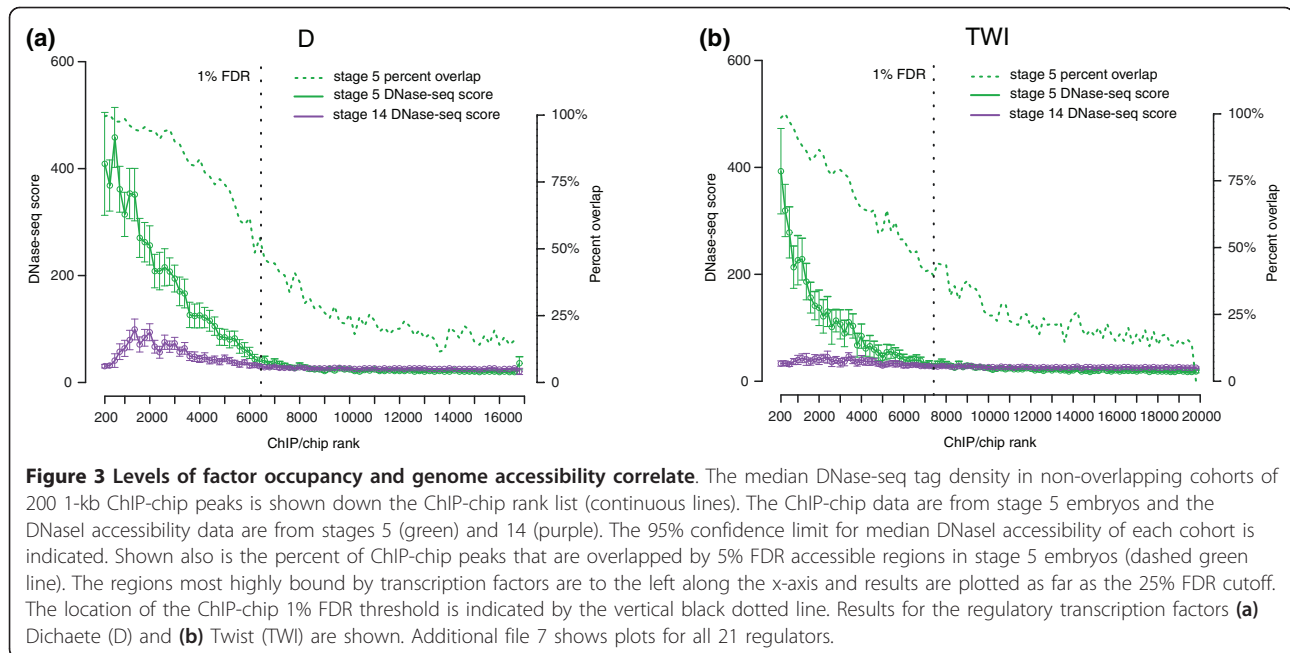 (a)
D
600
400
200
0
DNase-seq score
1% FDR
stage 5 percent overlap
stage 5 DNase-seq score
stage 14 DNase-seq score
100%
75%
50%
25%
0
Percent overlap
200 2000 4000 6000 8000 10000 12000 14000 16000
ChIP/chip rank
(b)
TWI
600
400
200
0
DNase-seq score
1% FDR
stage 5 percent overlap
stage 5 DNase-seq score
stage 14 DNase-seq score
100%
75%
50%
25%
0
Percent overlap
200 2000 4000 6000 8000 10000 12000 14000 16000 18000 20000
ChIP/chip rank
Figure 3 Levels of factor occupancy and genome accessibility correlate. The median DNase-seq tag density in non-overlapping cohorts of
200 1-kb ChIP-chip peaks is shown down the ChIP-chip rank list (continuous lines). The ChIP-chip data are from stage 5 embryos and the
DNaseI accessibility data are from stages 5 (green) and 14 (purple). The 95% confidence limit for median DNaseI accessibility of each cohort is
indicated. Shown also is the percent of ChIP-chip peaks that are overlapped by 5% FDR accessible regions in stage 5 embryos (dashed green
line). The regions most highly bound by transcription factors are to the left along the x-axis and results are plotted as far as the 25% FDR cutoff.
The location of the ChIP-chip 1% FDR threshold is indicated by the vertical black dotted line. Results for the regulatory transcription factors (a)
Dichaete (D) and (b) Twist (TWI) are shown. Additional file 7 shows plots for all 21 regulators.